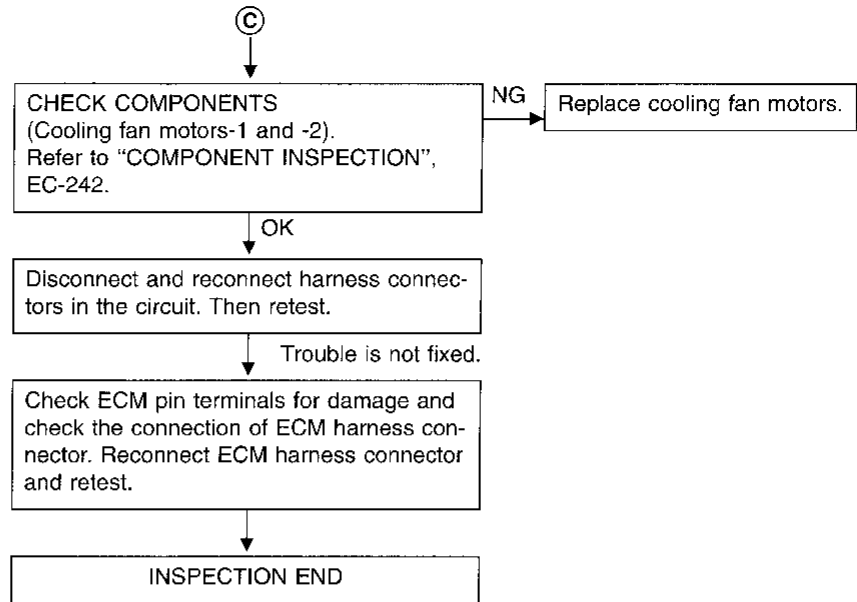 C
CHECK COMPONENTS
(Cooling fan motors-1 and -2).
Refer to “COMPONENT INSPECTION”,
EC-242.
NG
Replace cooling fan motors.
OK
Disconnect and reconnect harness connec-
tors in the circuit. Then retest.
Trouble is not fixed.
Check ECM pin terminals for damage and
check the connection of ECM harness con-
nector. Reconnect ECM harness connector
and retest.
INSPECTION END